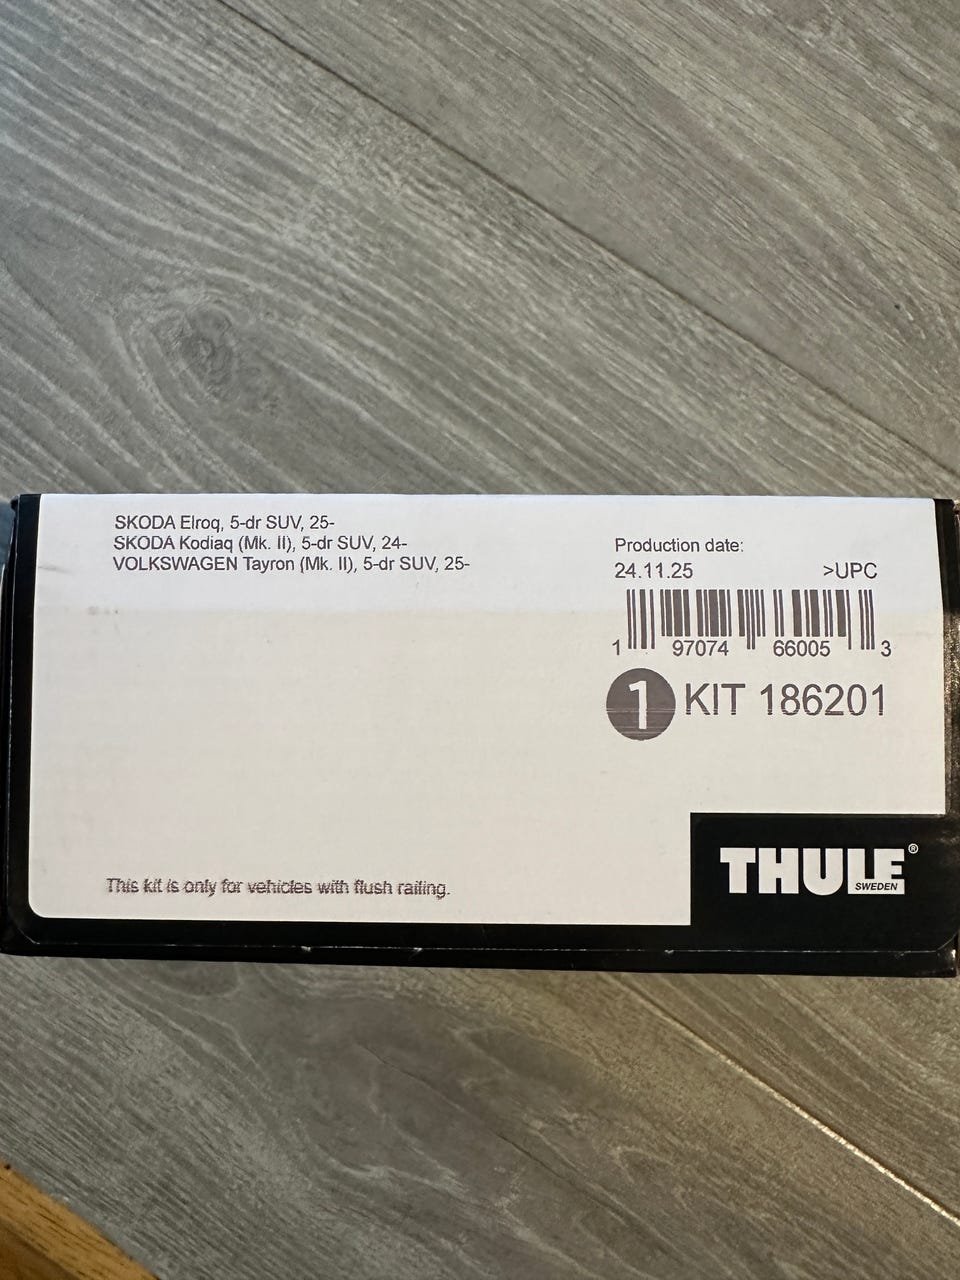 SKODA Elroq, 5-dr SUV, 25-
SKODA Kodiaq (Mk. II), 5-dr SUV, 24-
VOLKSWAGEN Tayron (Mk. II), 5-dr SUV, 25-
Production date:
24.11.25 >UPC
1 97074 66005 3
1 KIT 186201
This kit is only for vehicles with flush railing.
THULE®
SWEDEN